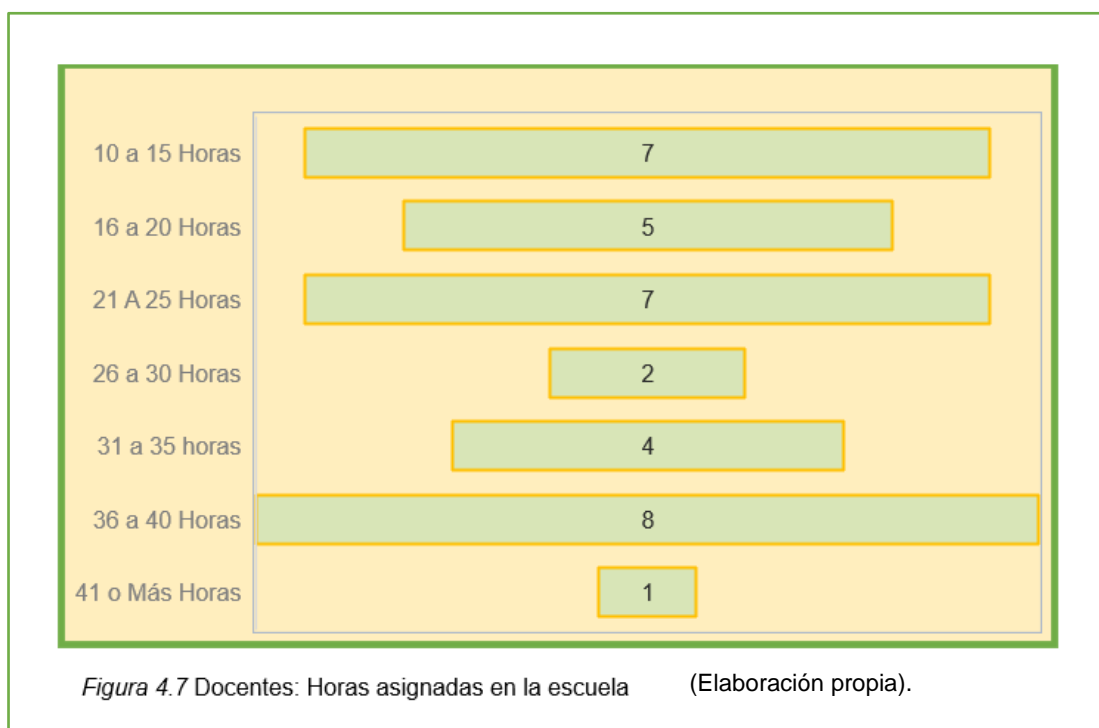 10 a 15 Horas 7
16 a 20 Horas 5
21 A 25 Horas 7
26 a 30 Horas 2
31 a 35 horas 4
36 a 40 Horas 8
41 o Más Horas 1
Figura 4.7 Docentes: Horas asignadas en la escuela (Elaboración propia).